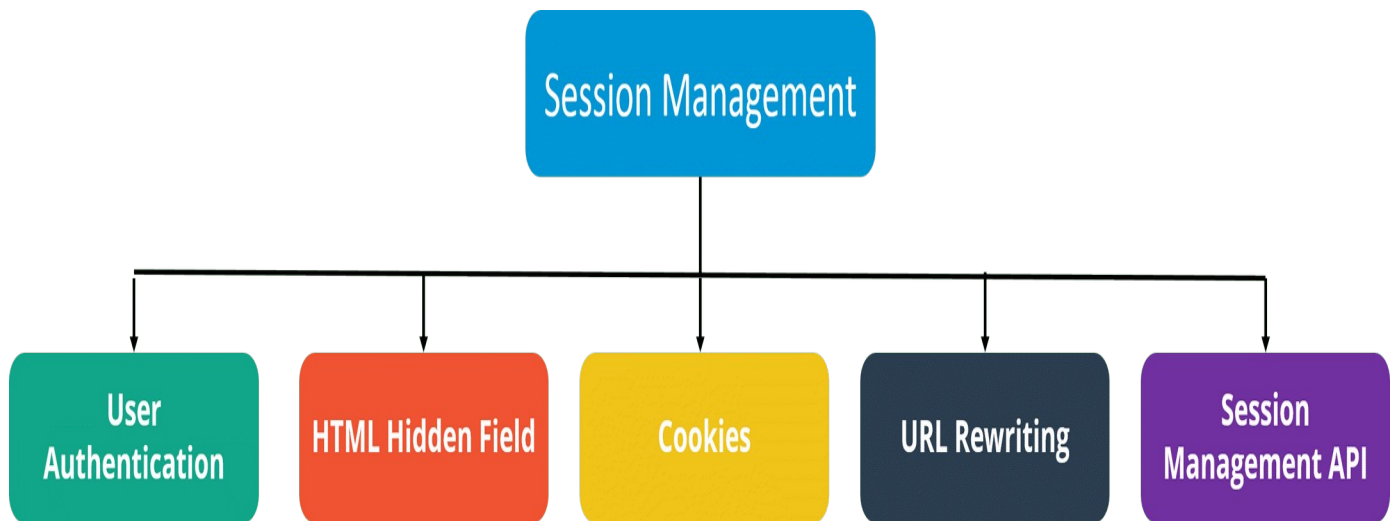 Session Management
User
Authentication
HTML Hidden Field
Cookies
URL Rewriting
Session
Management API